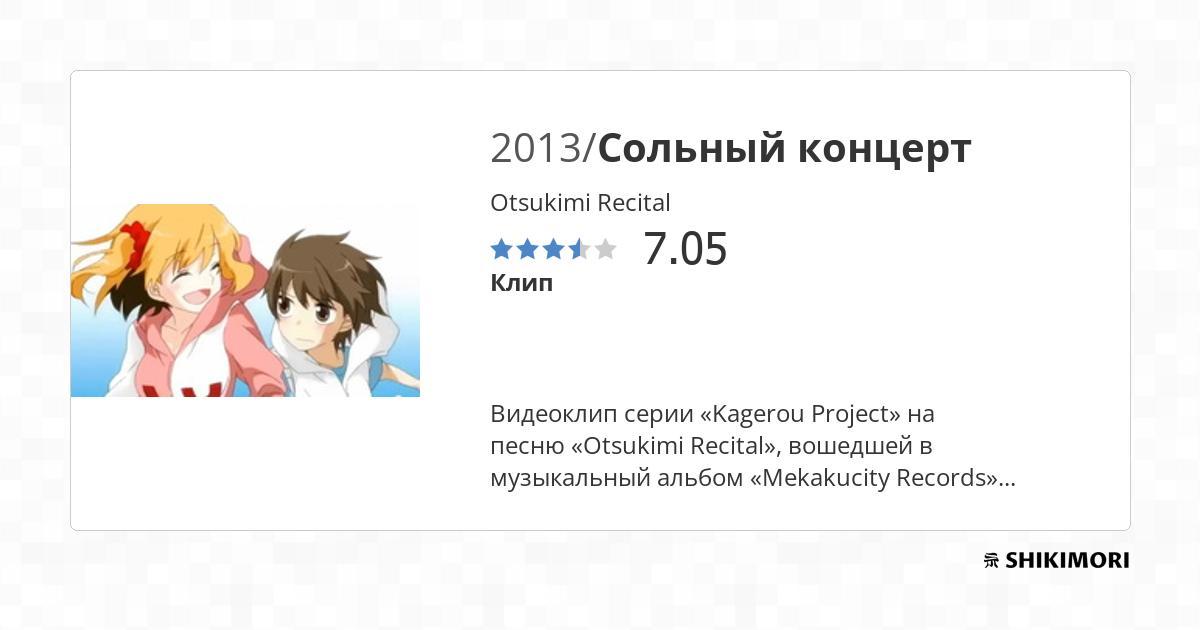 2013/Сольный концерт
Otsukimi Recital
7.05
Клип
Видеоклип серии «Kagerou Project» на
песню «Otsukimi Recital», вошедшей в
музыкальный альбом «Mekakucity Records»...
SHIKIMORI